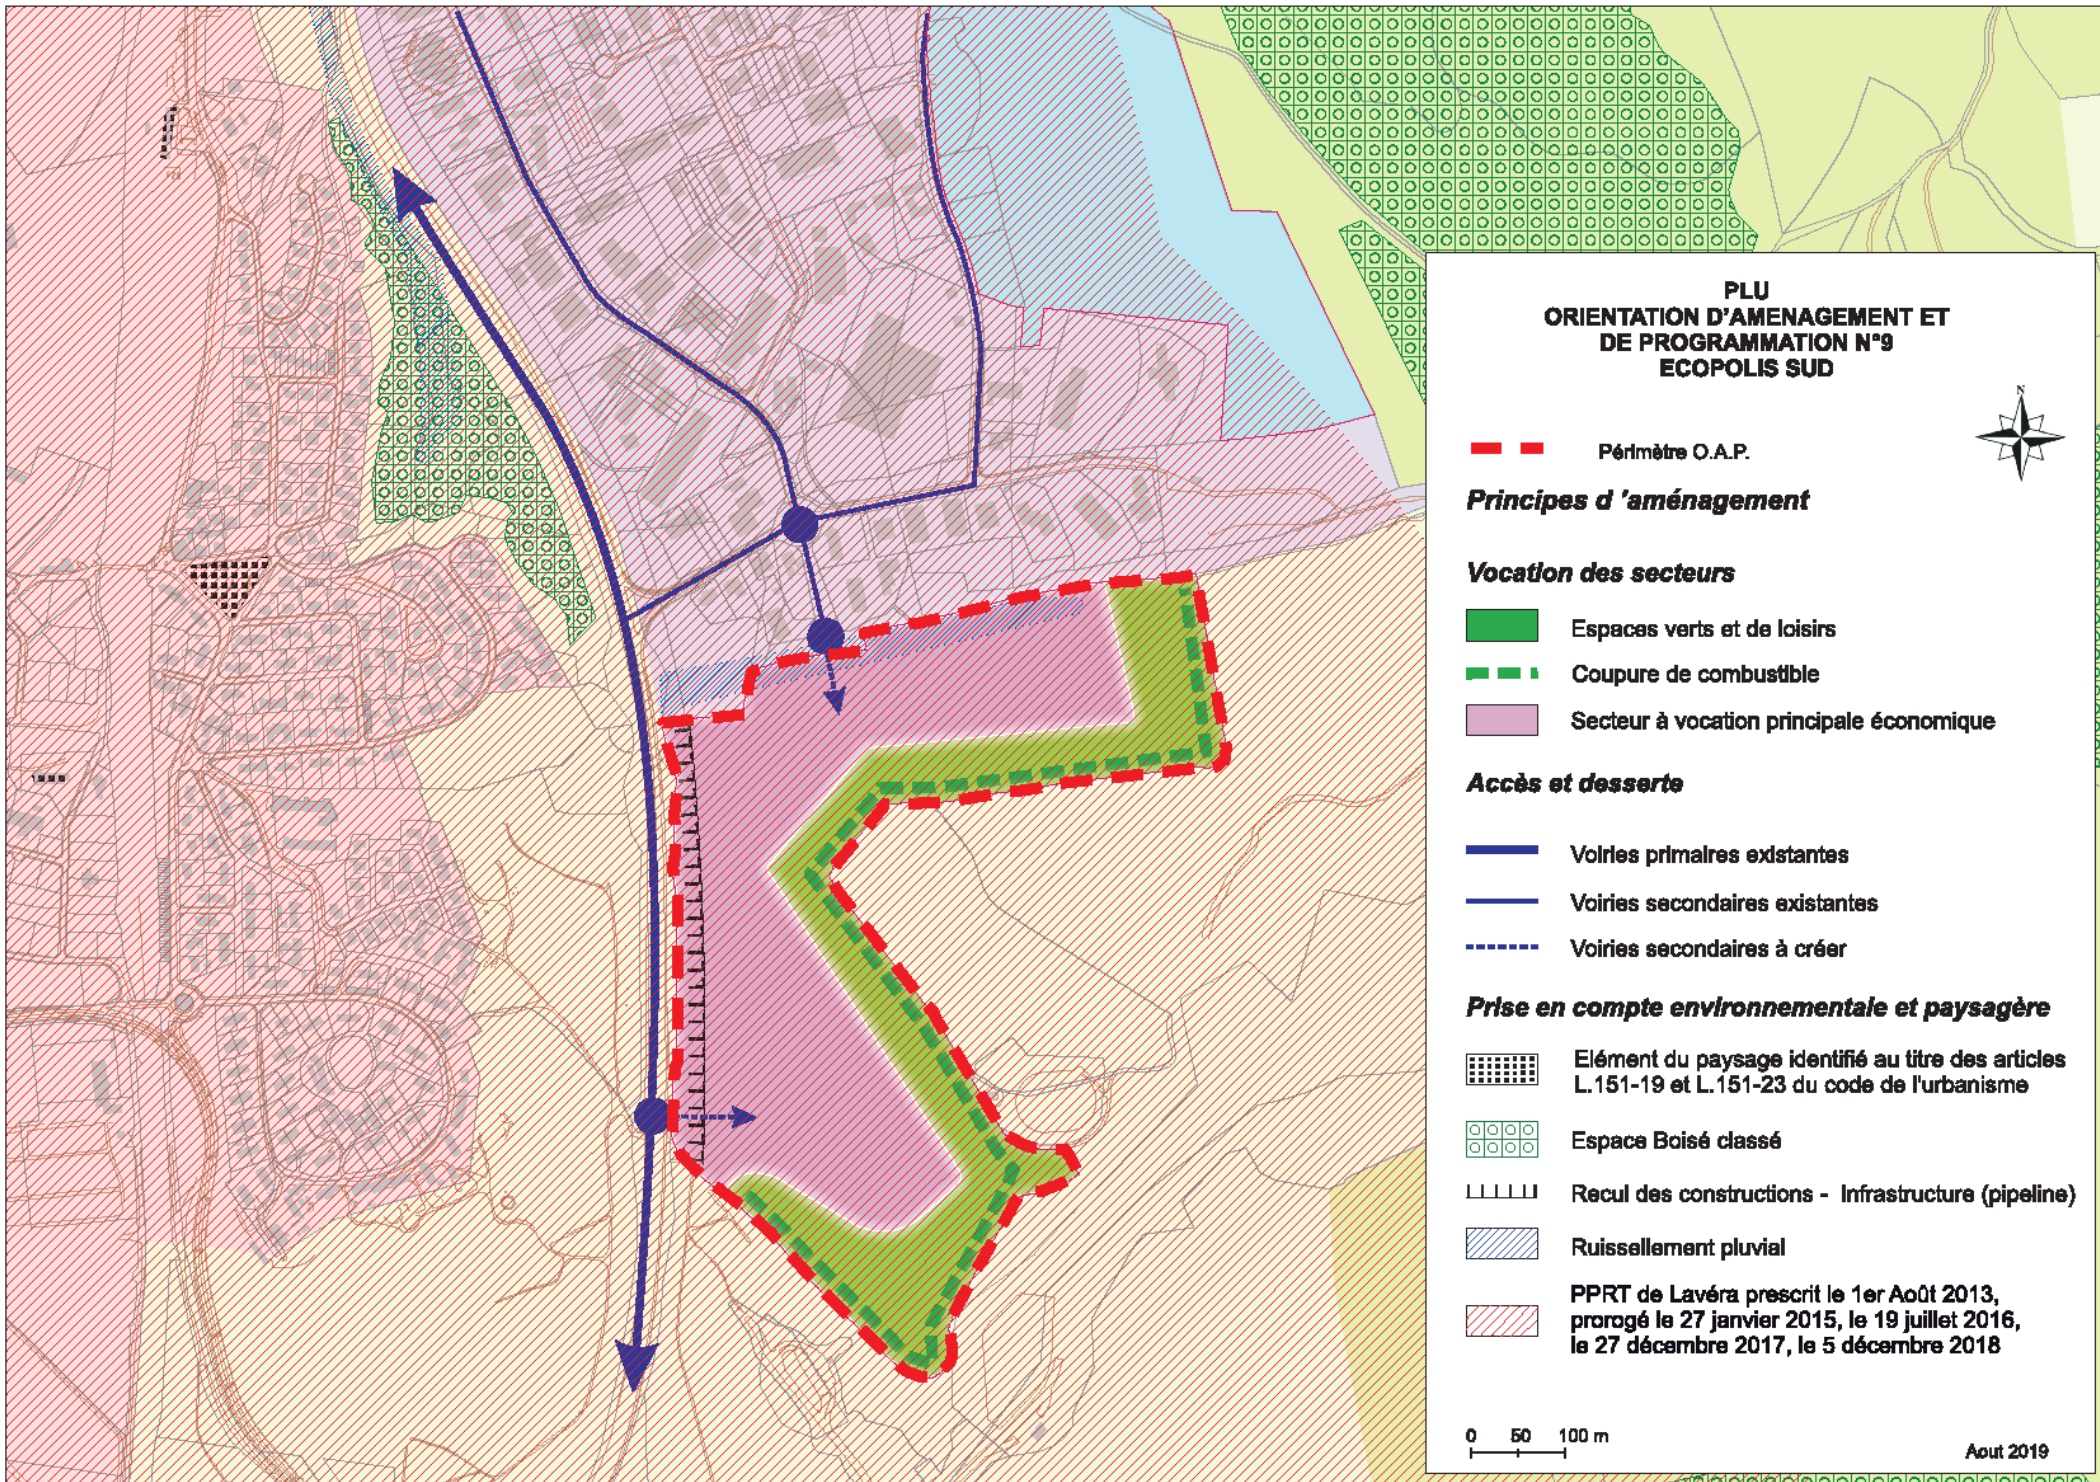 PLU
ORIENTATION D'AMENAGEMENT ET
DE PROGRAMMATION N°9
ECOPOLIS SUD
N
Périmètre O.A.P.
Principes d 'aménagement
Vocation des secteurs
Espaces verts et de loisirs
Coupure de combustible
Secteur à vocation principale économique
Accès et desserte
Voiries primaires existantes
Voiries secondaires existantes
Voiries secondaires à créer
Prise en compte environnementale et paysagère
Elément du paysage identifié au titre des articles
L.151-19 et L.151-23 du code de l'urbanisme
Espace Boisé classé
Recul des constructions - Infrastructure (pipeline)
Ruissellement pluvial
PPRT de Lavéra prescrit le 1er Août 2013,
prorogé le 27 janvier 2015, le 19 juillet 2016,
le 27 décembre 2017, le 5 décembre 2018
0 50 100 m
Aout 2019